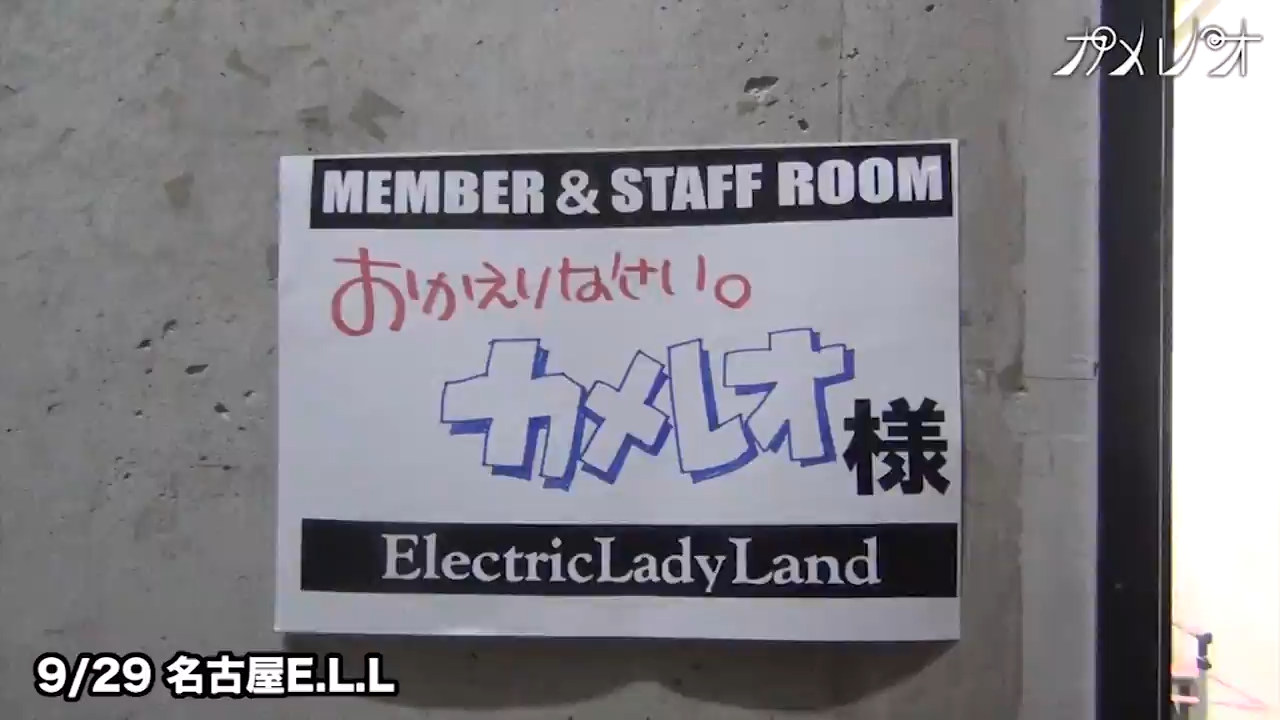 カメレオ
MEMBER & STAFF ROOM
おかえりなさい。
カメレオ様
ElectricLadyLand
9/29 名古屋E.L.L